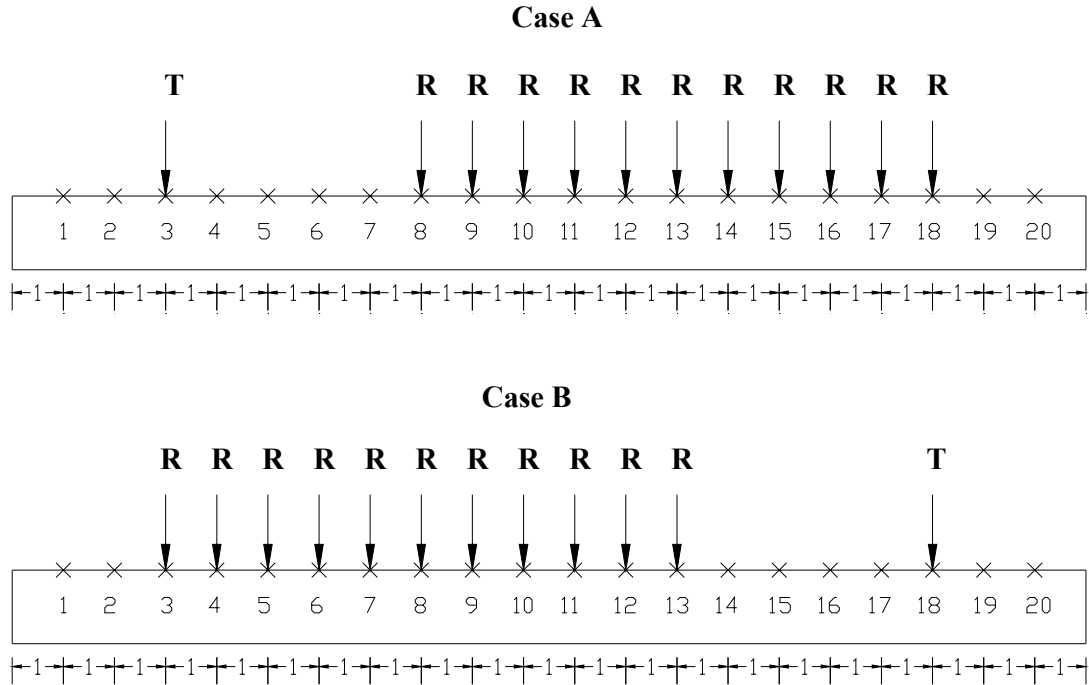 Case A
T R R R R R R R R R R R
1 2 3 4 5 6 7 8 9 10 11 12 13 14 15 16 17 18 19 20
1 1 1 1 1 1 1 1 1 1 1 1 1 1 1 1 1 1 1 1 1
Case B
R R R R R R R R R R R T
1 2 3 4 5 6 7 8 9 10 11 12 13 14 15 16 17 18 19 20
1 1 1 1 1 1 1 1 1 1 1 1 1 1 1 1 1 1 1 1 1